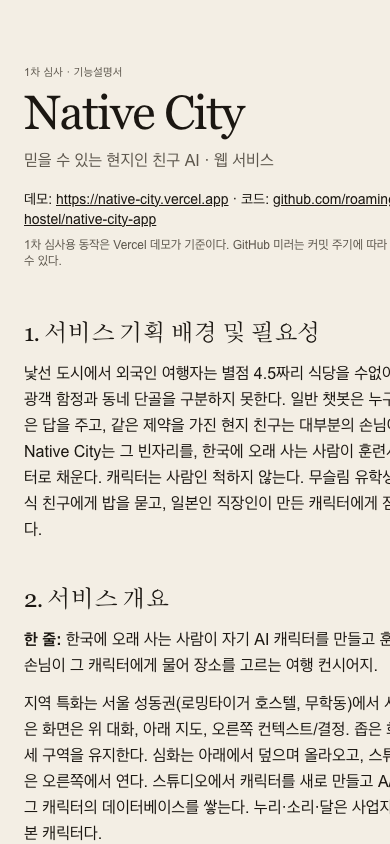 1차 심사 · 기능설명서
Native City
믿을 수 있는 현지인 친구 AI · 웹 서비스
데모: https://native-city.vercel.app · 코드: github.com/roaming
hostel/native-city-app
1차 심사용 동작은 Vercel 데모가 기준이다. GitHub 미러는 커밋 주기에 따라
수 있다.
1. 서비스 기획 배경 및 필요성
낯선 도시에서 외국인 여행자는 별점 4.5짜리 식당을 수없이
광객 함정과 동네 단골을 구분하지 못한다. 일반 챗봇은 누구
은 답을 주고, 같은 제약을 가진 현지 친구는 대부분의 손님에
Native City는 그 빈자리를, 한국에 오래 사는 사람이 훈련시
터로 채운다. 캐릭터는 사람인 척하지 않는다. 무슬림 유학생
식 친구에게 밥을 묻고, 일본인 직장인이 만든 캐릭터에게
다.
2. 서비스 개요
한 줄: 한국에 오래 사는 사람이 자기 AI 캐릭터를 만들고 훈
손님이 그 캐릭터에게 물어 장소를 고르는 여행 컨시어지.
지역 특화는 서울 성동권(로밍타이거 호스텔, 무학동)에서
은 화면은 위 대화, 아래 지도, 오른쪽 컨텍스트/결정. 좁은
세 구역을 유지한다. 심화는 아래에서 덮으며 올라오고, 스튜
은 오른쪽에서 연다. 스튜디오에서 캐릭터를 새로 만들고
그 캐릭터의 데이터베이스를 쌓는다. 누리·소리·달은 사업자
본 캐릭터다.